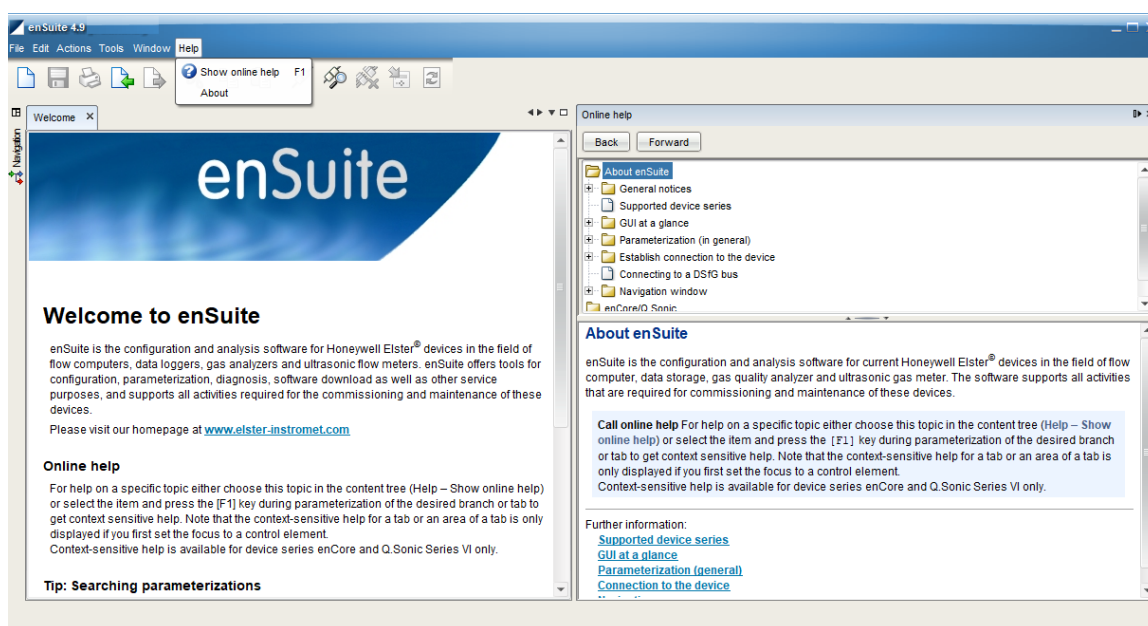 enSuite 4.9
File Edit Actions Tools Window Help
Show online help F1
About
Navigation
Welcome
enSuite
Welcome to enSuite
enSuite is the configuration and analysis software for Honeywell Elster® devices in the field of
flow computers, data loggers, gas analyzers and ultrasonic flow meters. enSuite offers tools for
configuration, parameterization, diagnosis, software download as well as other service
purposes, and supports all activities required for the commissioning and maintenance of these
devices.
Please visit our homepage at www.elster-instromet.com
Online help
For help on a specific topic either choose this topic in the content tree (Help – Show online help)
or select the item and press the [F1] key during parameterization of the desired branch or tab to
get context sensitive help. Note that the context-sensitive help for a tab or an area of a tab is only
displayed if you first set the focus to a control element.
Context-sensitive help is available for device series enCore and Q.Sonic Series VI only.
Tip: Searching parameterizations
Online help
Back Forward
About enSuite
General notices
Supported device series
GUI at a glance
Parameterization (in general)
Establish connection to the device
Connecting to a DSfG bus
Navigation window
enCore/Q.Sonic
About enSuite
enSuite is the configuration and analysis software for current Honeywell Elster® devices in the field of flow
computer, data storage, gas quality analyzer and ultrasonic gas meter. The software supports all activities
that are required for commissioning and maintenance of these devices.
Call online help For help on a specific topic either choose this topic in the content tree (Help – Show
online help) or select the item and press the [F1] key during parameterization of the desired branch
or tab to get context sensitive help. Note that the context-sensitive help for a tab or an area of a tab is
only displayed if you first set the focus to a control element.
Context-sensitive help is available for device series enCore and Q.Sonic Series VI only.
Further information:
Supported device series
GUI at a glance
Parameterization (general)
Connection to the device